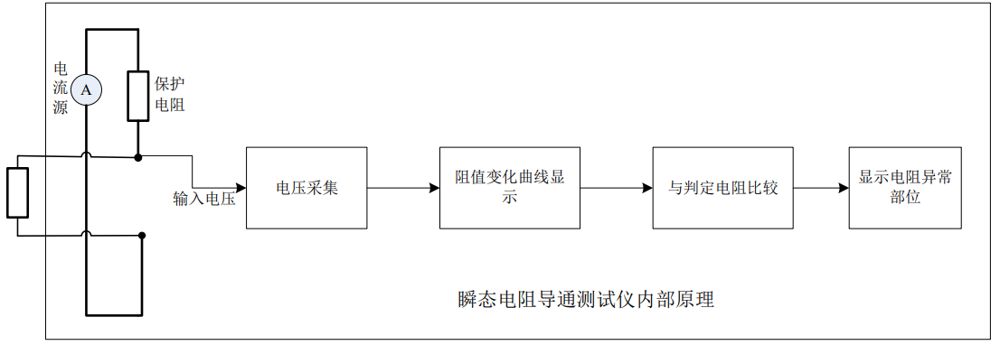 电
流
源
A
保护
电阻
输入电压
电压采集
阻值变化曲线显
示
与判定电阻比较
显示电阻异常
部位
瞬态电阻导通测试仪内部原理